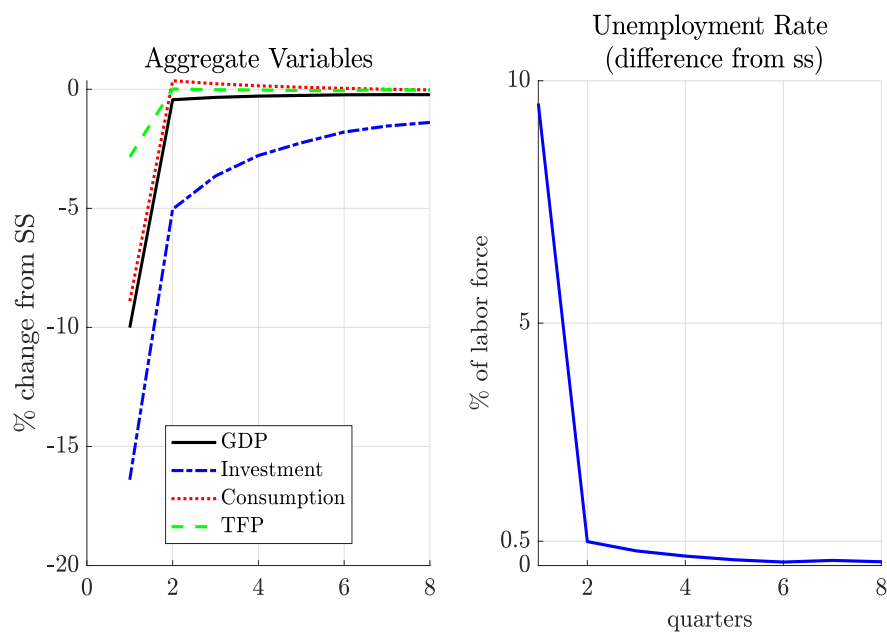 Aggregate Variables
% change from SS
0
-5
-10
-15
-20
0
2
4
6
8
GDP
Investment
Consumption
TFP
Unemployment Rate
(difference from ss)
% of labor force
10
5
0.5
0
2
4
6
8
quarters